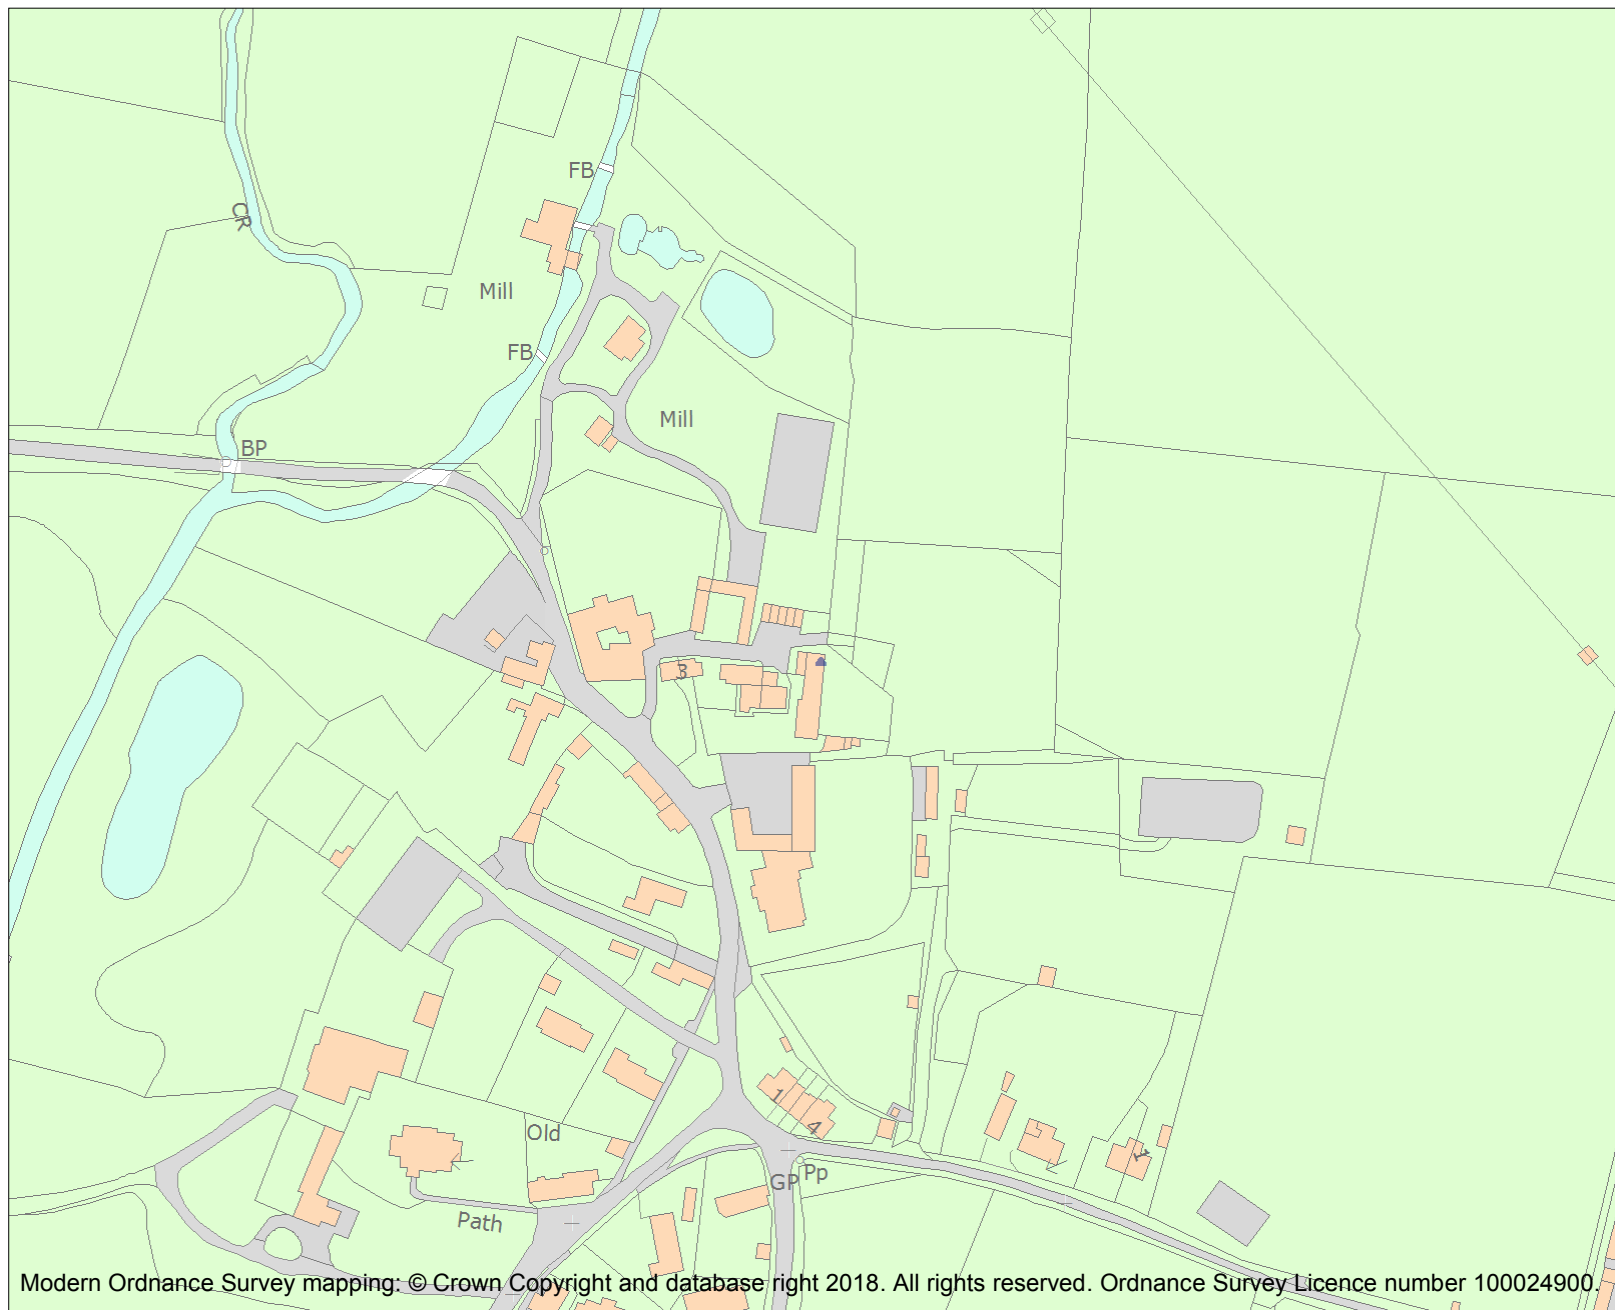 FB
CR
Mill
FB
Mill
BP
3
1
4
1
Old
GP
Pp
Path
Modern Ordnance Survey mapping: © Crown Copyright and database right 2018. All rights reserved. Ordnance Survey Licence number 100024900.